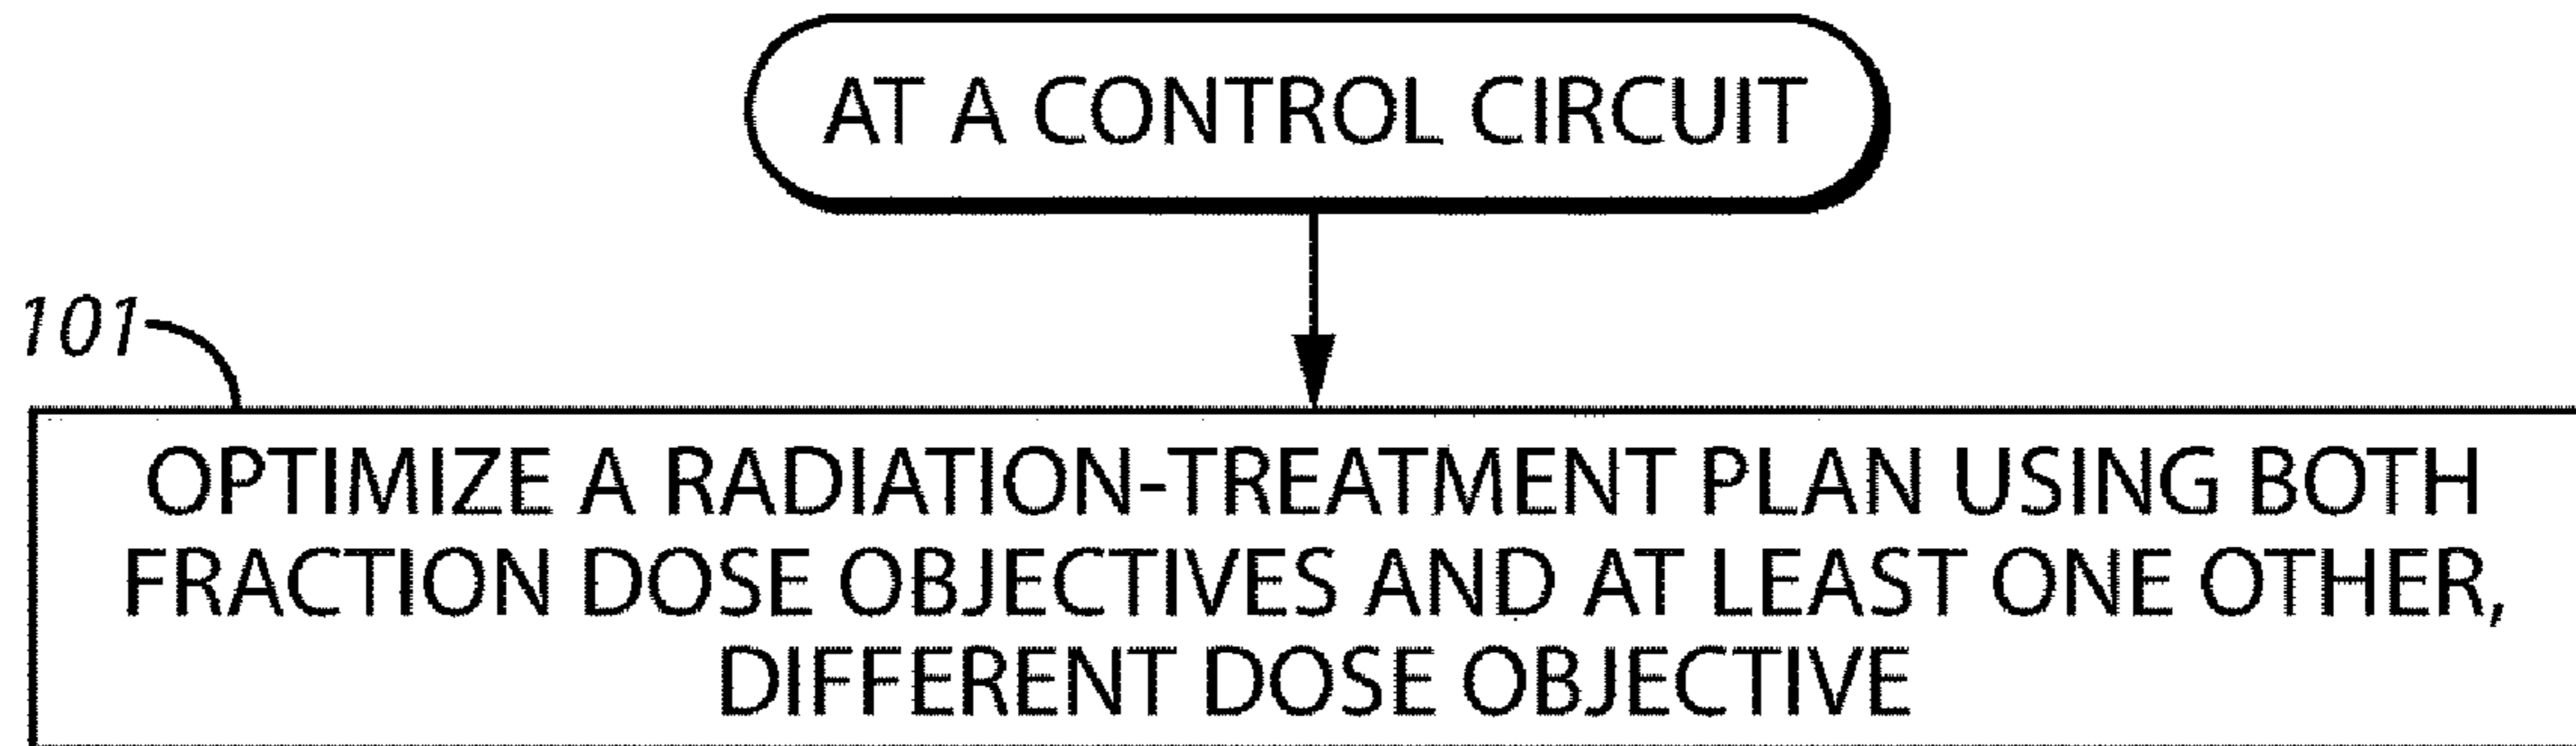 AT A CONTROL CIRCUIT
101
OPTIMIZE A RADIATION-TREATMENT PLAN USING BOTH
FRACTION DOSE OBJECTIVES AND AT LEAST ONE OTHER,
DIFFERENT DOSE OBJECTIVE